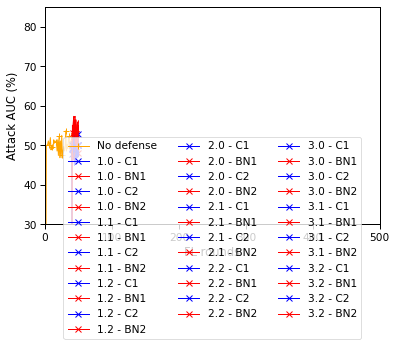 Attack AUC (%)
80
70
60
50
40
30
0
500
No defense
1.0 - C1
1.0 - BN1
1.0 - C2
1.0 - BN2
1.1 - C1
1.1 - BN1
1.1 - C2
1.1 - BN2
1.2 - C1
1.2 - BN1
1.2 - C2
1.2 - BN2
2.0 - C1
2.0 - BN1
2.0 - C2
2.0 - BN2
2.1 - C1
2.1 - BN1
2.1 - C2
2.1 - BN2
2.2 - C1
2.2 - BN1
2.2 - C2
2.2 - BN2
3.0 - C1
3.0 - BN1
3.0 - C2
3.0 - BN2
3.1 - C1
3.1 - BN1
3.1 - C2
3.1 - BN2
3.2 - C1
3.2 - BN1
3.2 - C2
3.2 - BN2